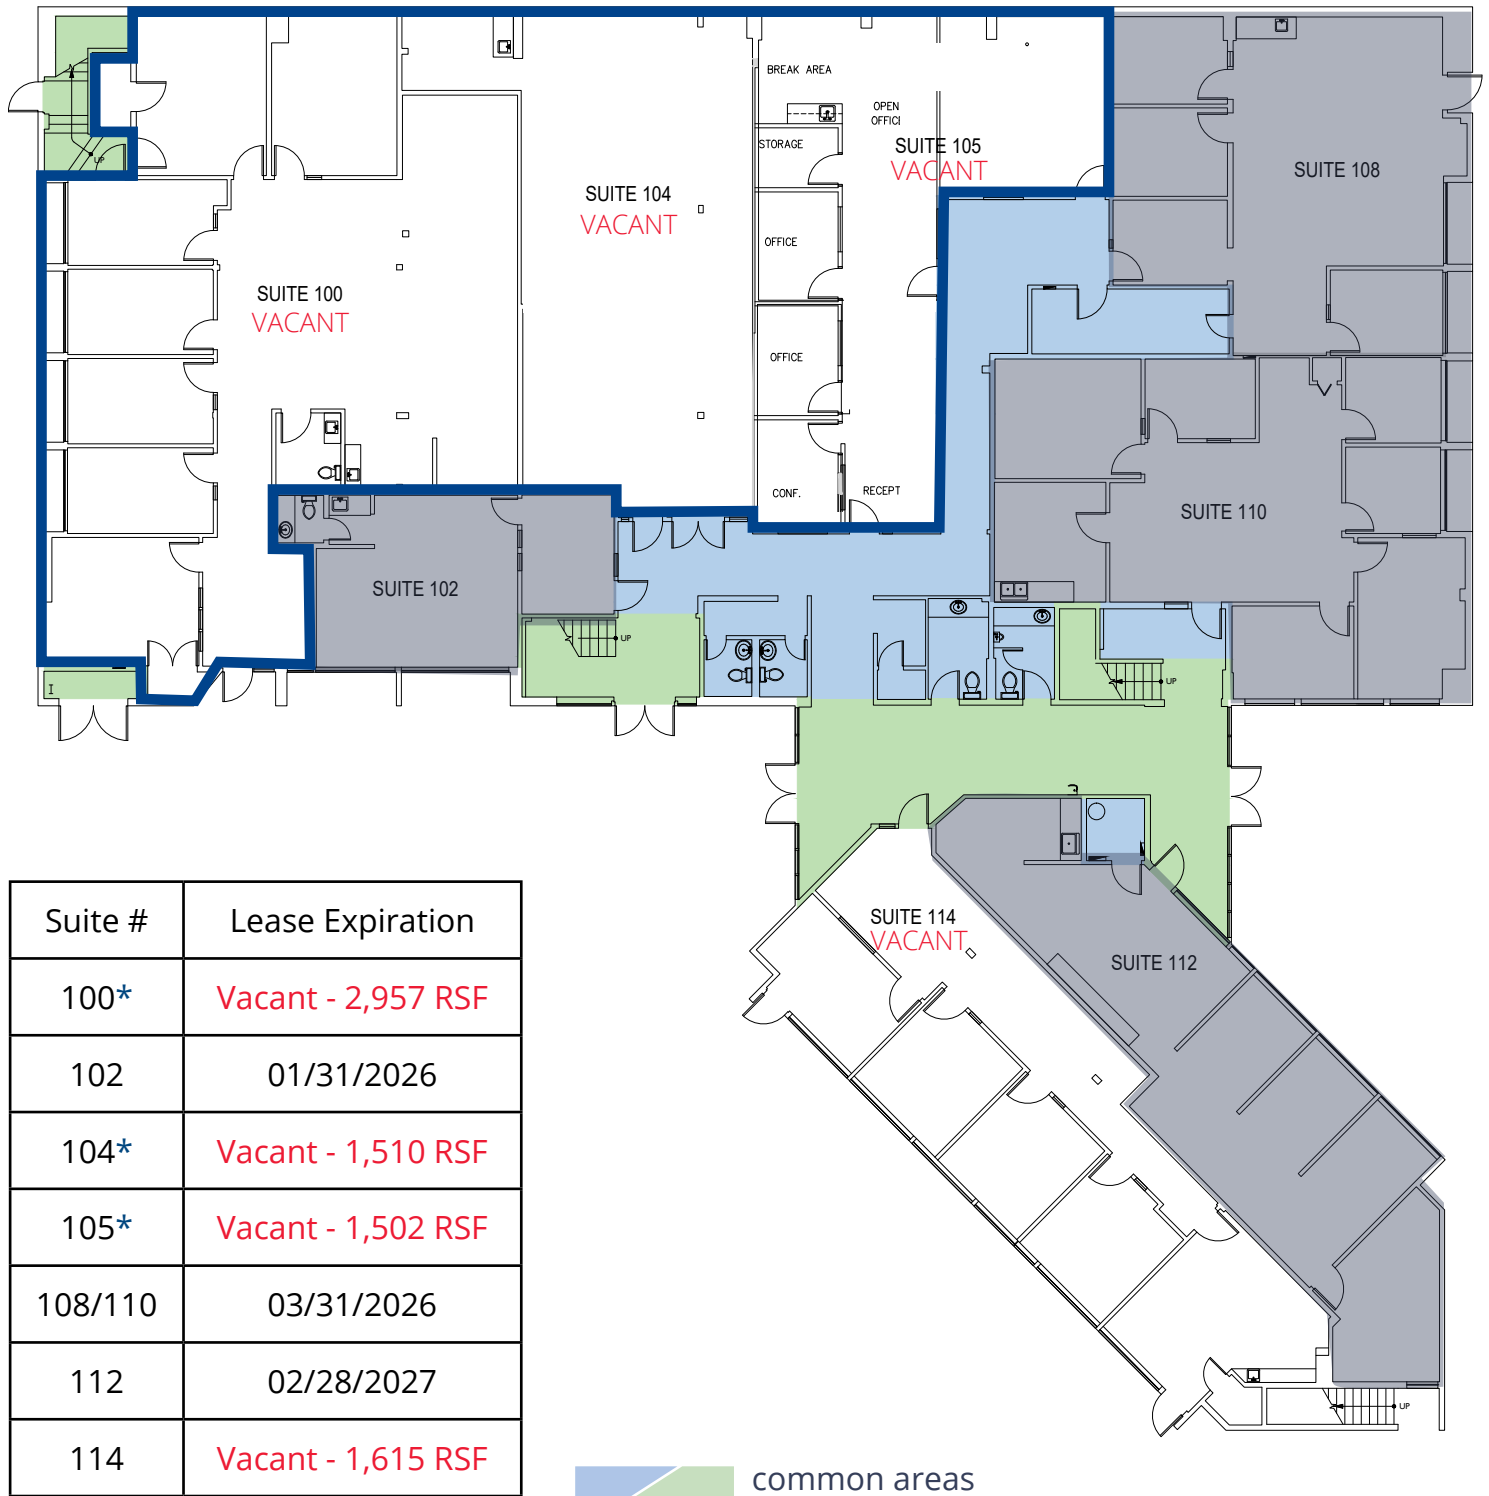 BREAK AREA
OPEN
OFFICI
STORAGE
SUITE 105
VACANT
SUITE 108
SUITE 104
VACANT
UP
OFFICE
SUITE 100
VACANT
OFFICE
CONF.
RECEPT
SUITE 110
SUITE 102
UP
UP
I
SUITE 114
VACANT
SUITE 112
UP
Suite # Lease Expiration
100* Vacant - 2,957 RSF
102 01/31/2026
104* Vacant - 1,510 RSF
105* Vacant - 1,502 RSF
108/110 03/31/2026
112 02/28/2027
114 Vacant - 1,615 RSF
common areas